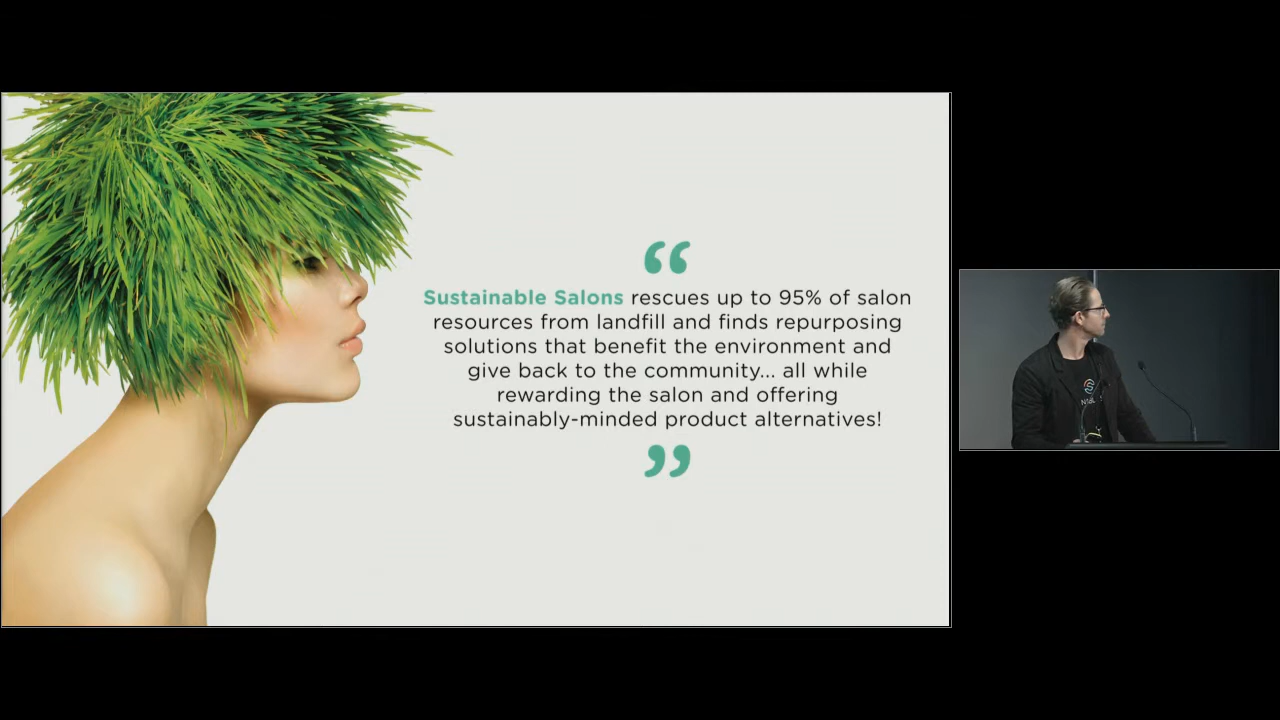 “
Sustainable Salons rescues up to 95% of salon
resources from landfill and finds repurposing
solutions that benefit the environment and
give back to the community... all while
rewarding the salon and offering
sustainably-minded product alternatives!
”